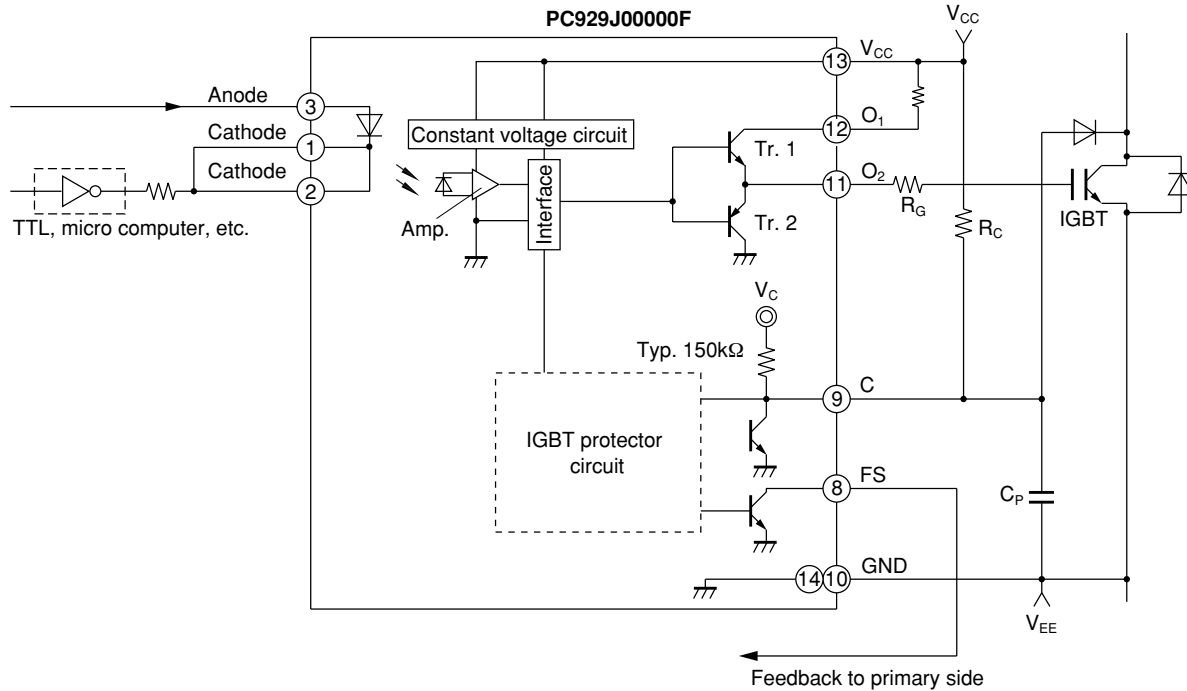 PC929J00000F
VCC
13
VCC
Anode
3
12
O1
Constant voltage circuit
Cathode
1
Tr. 1
Cathode
2
11
O2
RG
Interface
Amp.
Tr. 2
IGBT
TTL, micro computer, etc.
RC
VC
Typ. 150kΩ
9
C
IGBT protector
circuit
8
FS
CP
14
10
GND
VEE
Feedback to primary side